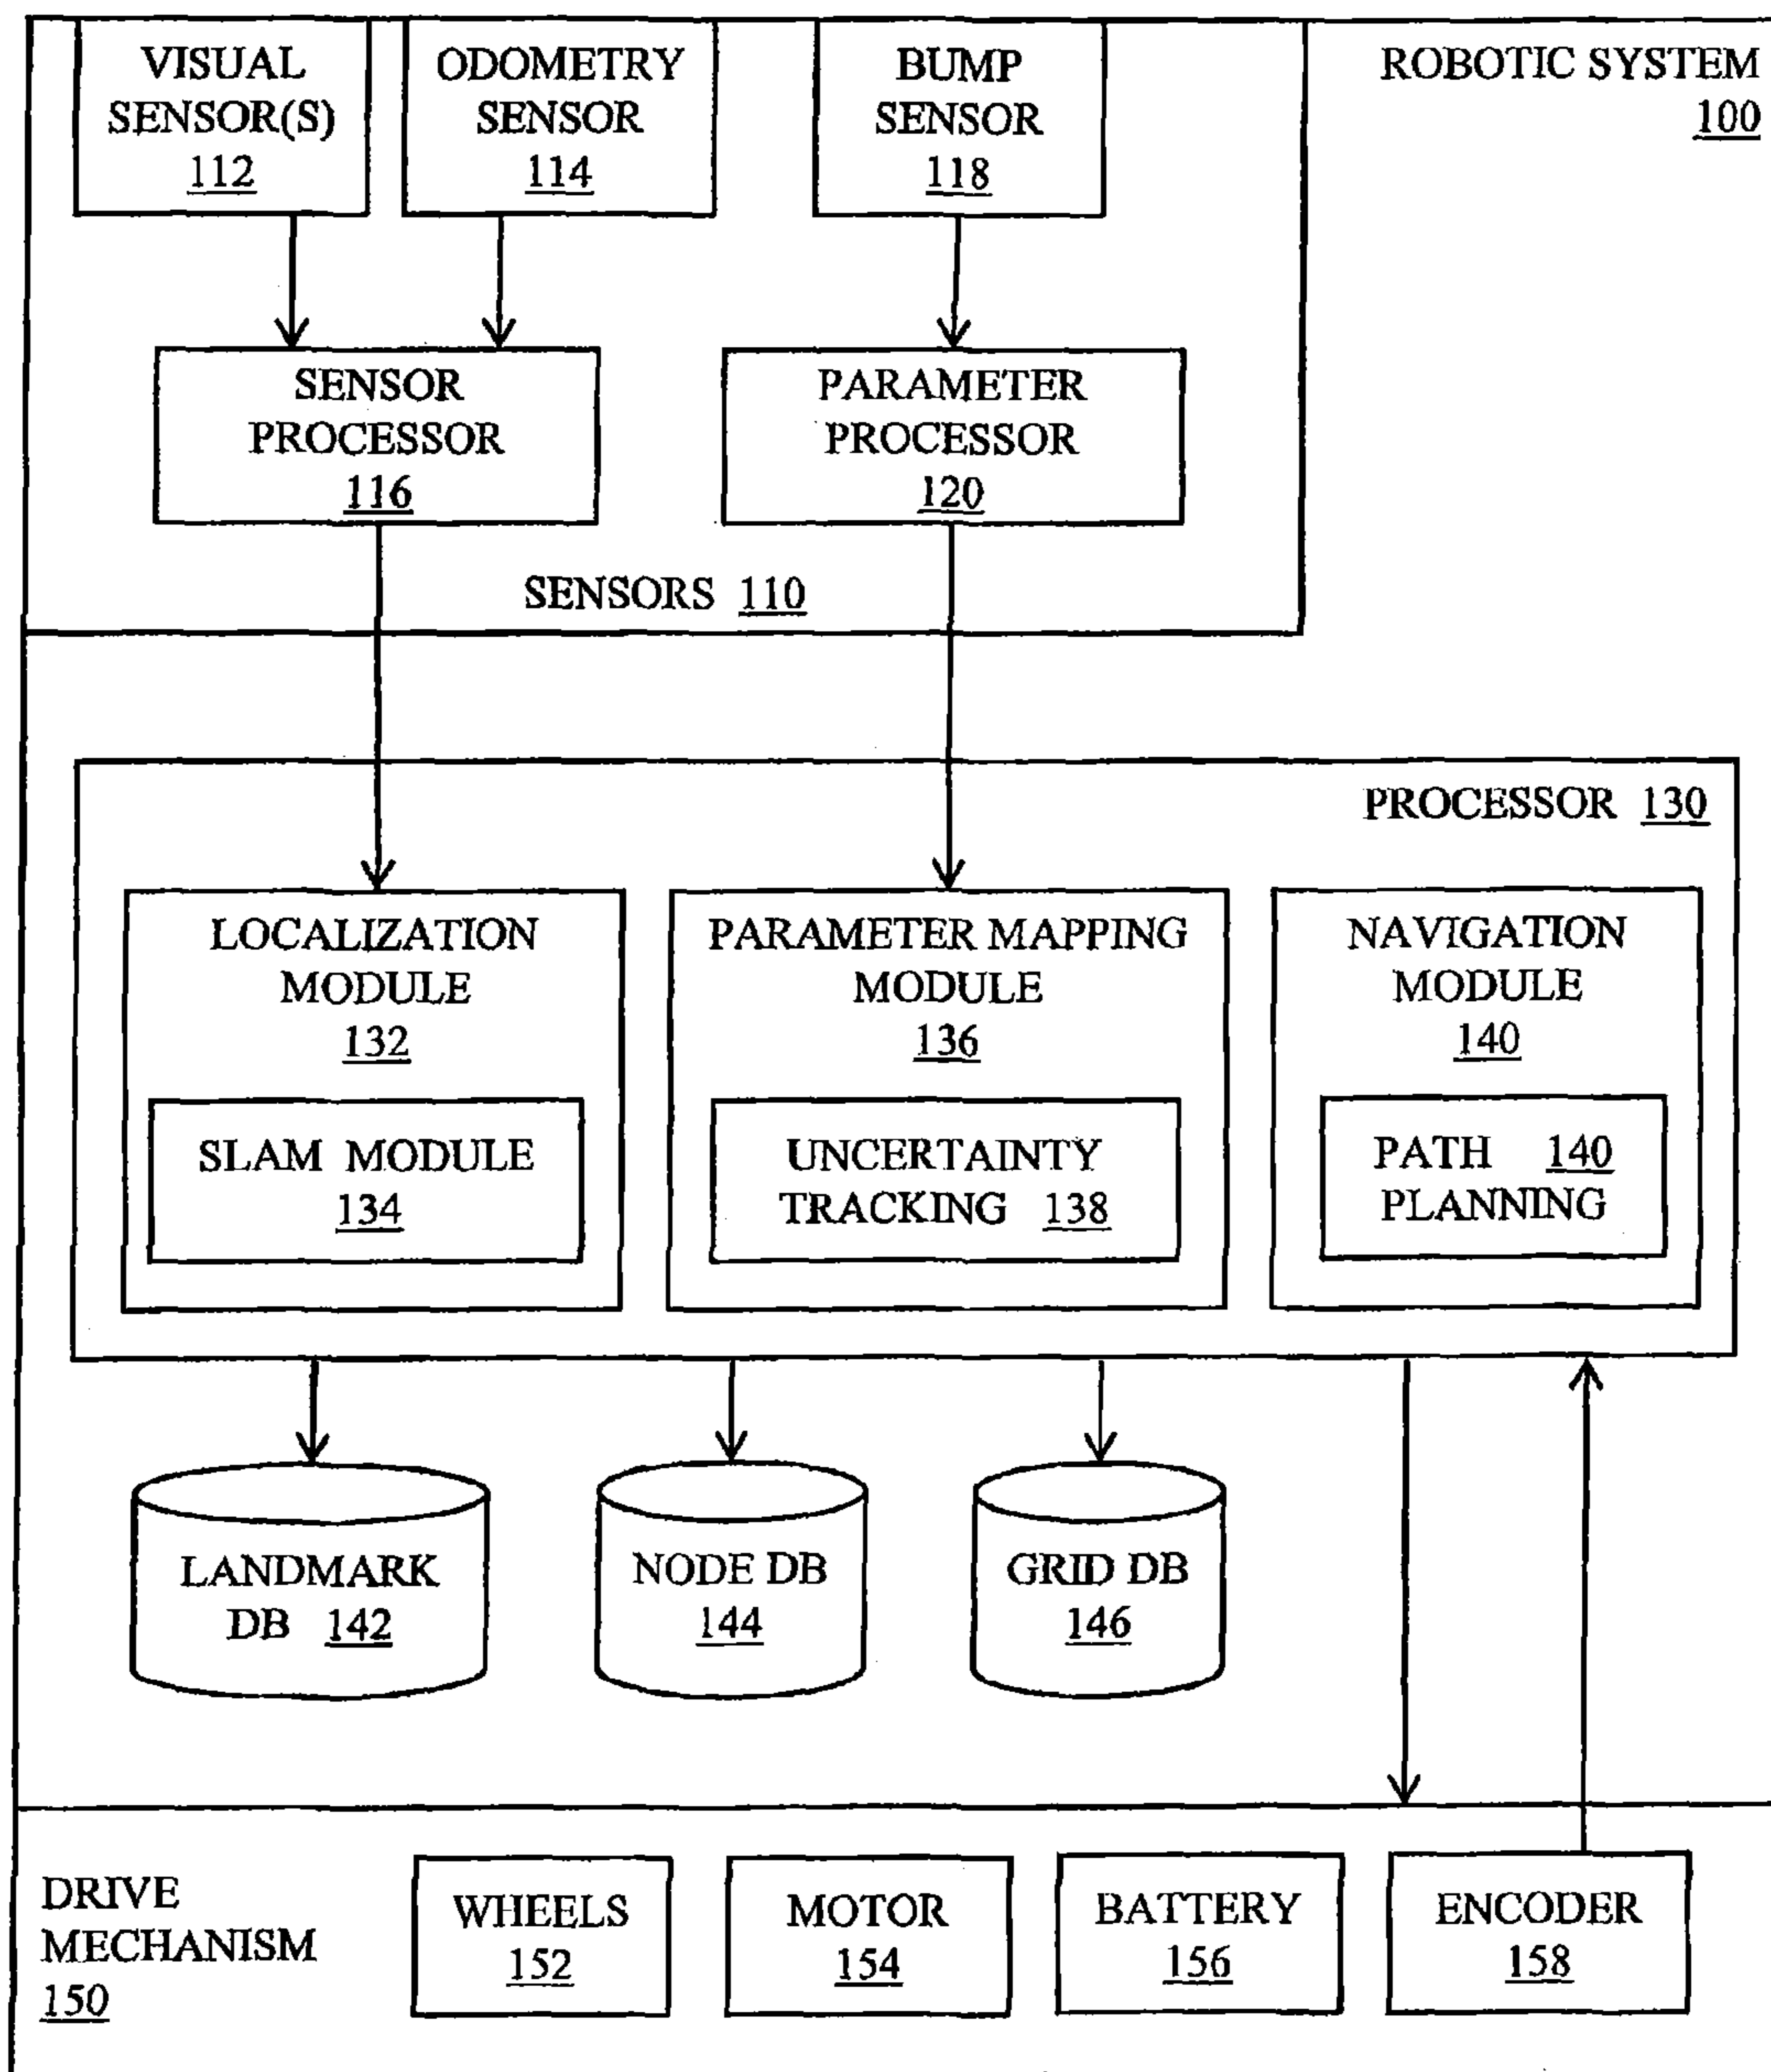 VISUAL
SENSOR(S)
112
ODOMETRY
SENSOR
114
BUMP
SENSOR
118
ROBOTIC SYSTEM
100
SENSOR
PROCESSOR
116
PARAMETER
PROCESSOR
120
SENSORS 110
PROCESSOR 130
LOCALIZATION
MODULE
132
SLAM MODULE
134
PARAMETER MAPPING
MODULE
136
UNCERTAINTY
TRACKING 138
NAVIGATION
MODULE
140
PATH 140
PLANNING
LANDMARK
DB 142
NODE DB
144
GRID DB
146
DRIVE
MECHANISM
150
WHEELS
152
MOTOR
154
BATTERY
156
ENCODER
158